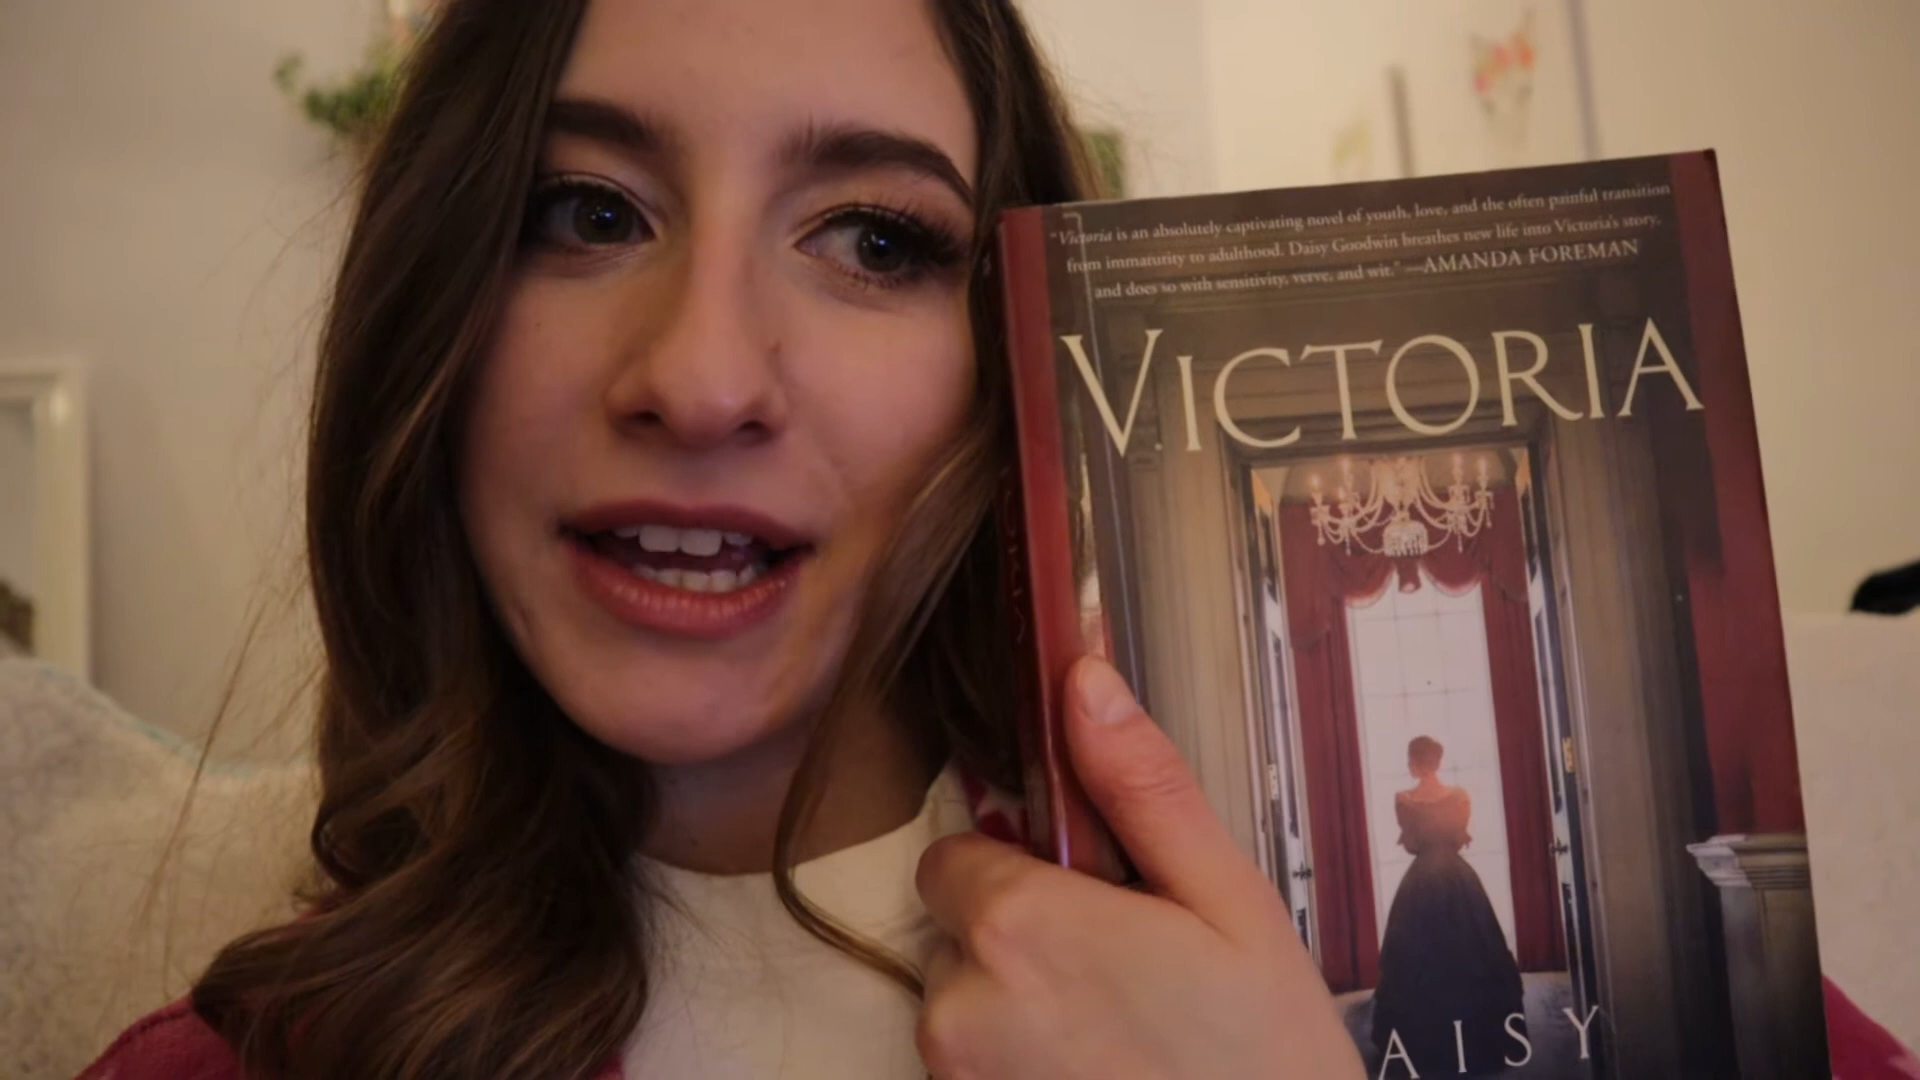 "Victoria is an absolutely captivating novel of youth, love, and the often painful transition
from immaturity to adulthood. Daisy Goodwin breathes new life into Victoria's story,
and does so with sensitivity, verve, and wit." —AMANDA FOREMAN
VICTORIA
AISY